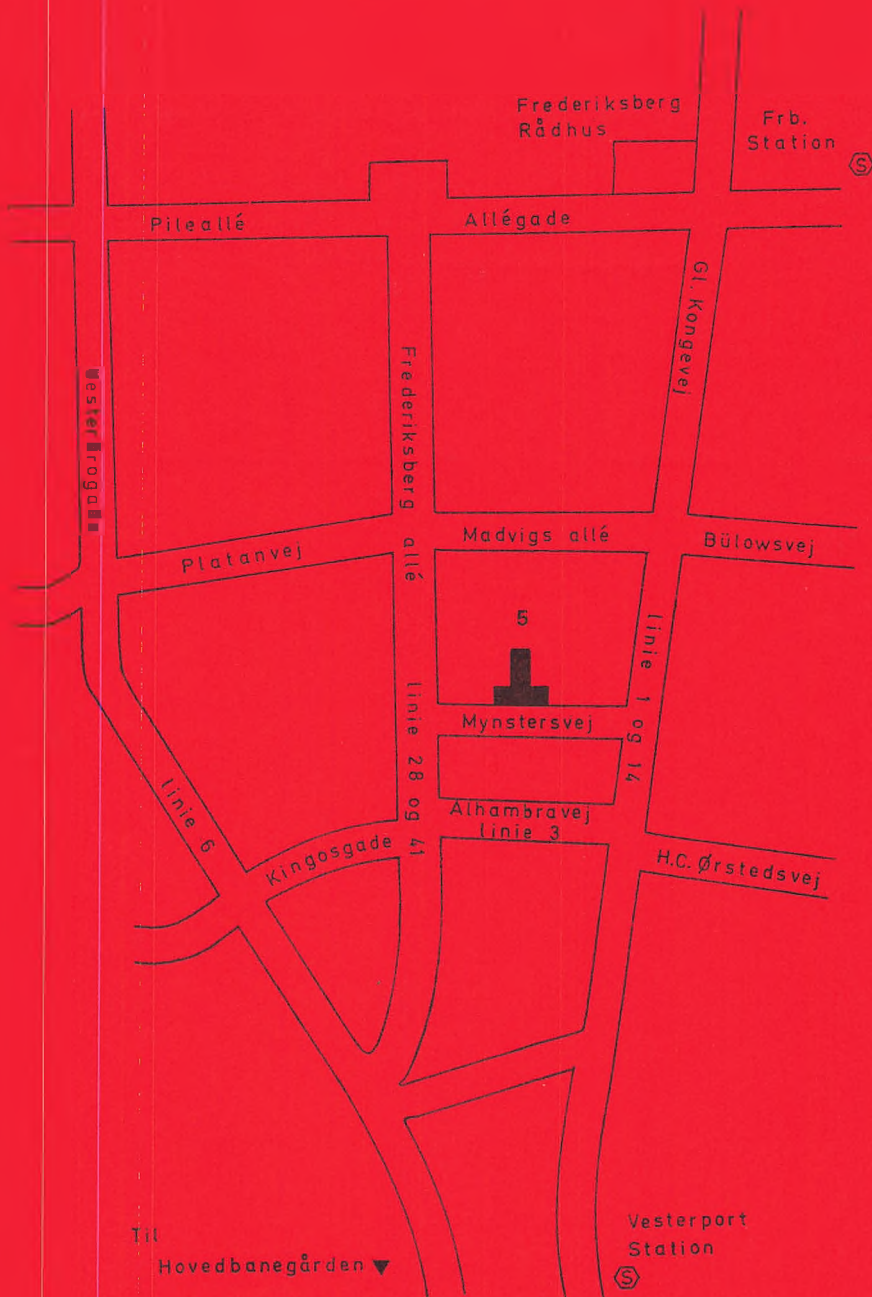 Frederiksberg
Rådhus
Frb.
Station
S
Pileallé
Allégade
Gl. Kongevej
Frederiksberg allé
Platanvej
Madvigs allé
Bülowsvej
5
linie 1 og 14
linie 28 og 41
Mynstersvej
linie 6
Alhambravej
linie 3
Kingosgade
H.C. Ørstedsvej
Til
Hovedbanegården
Vesterport
Station
S